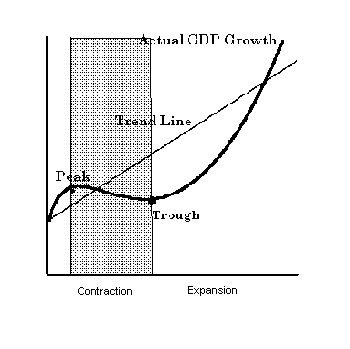 Actual GDP Growth
Trend Line
Peak
Trough
Contraction
Expansion